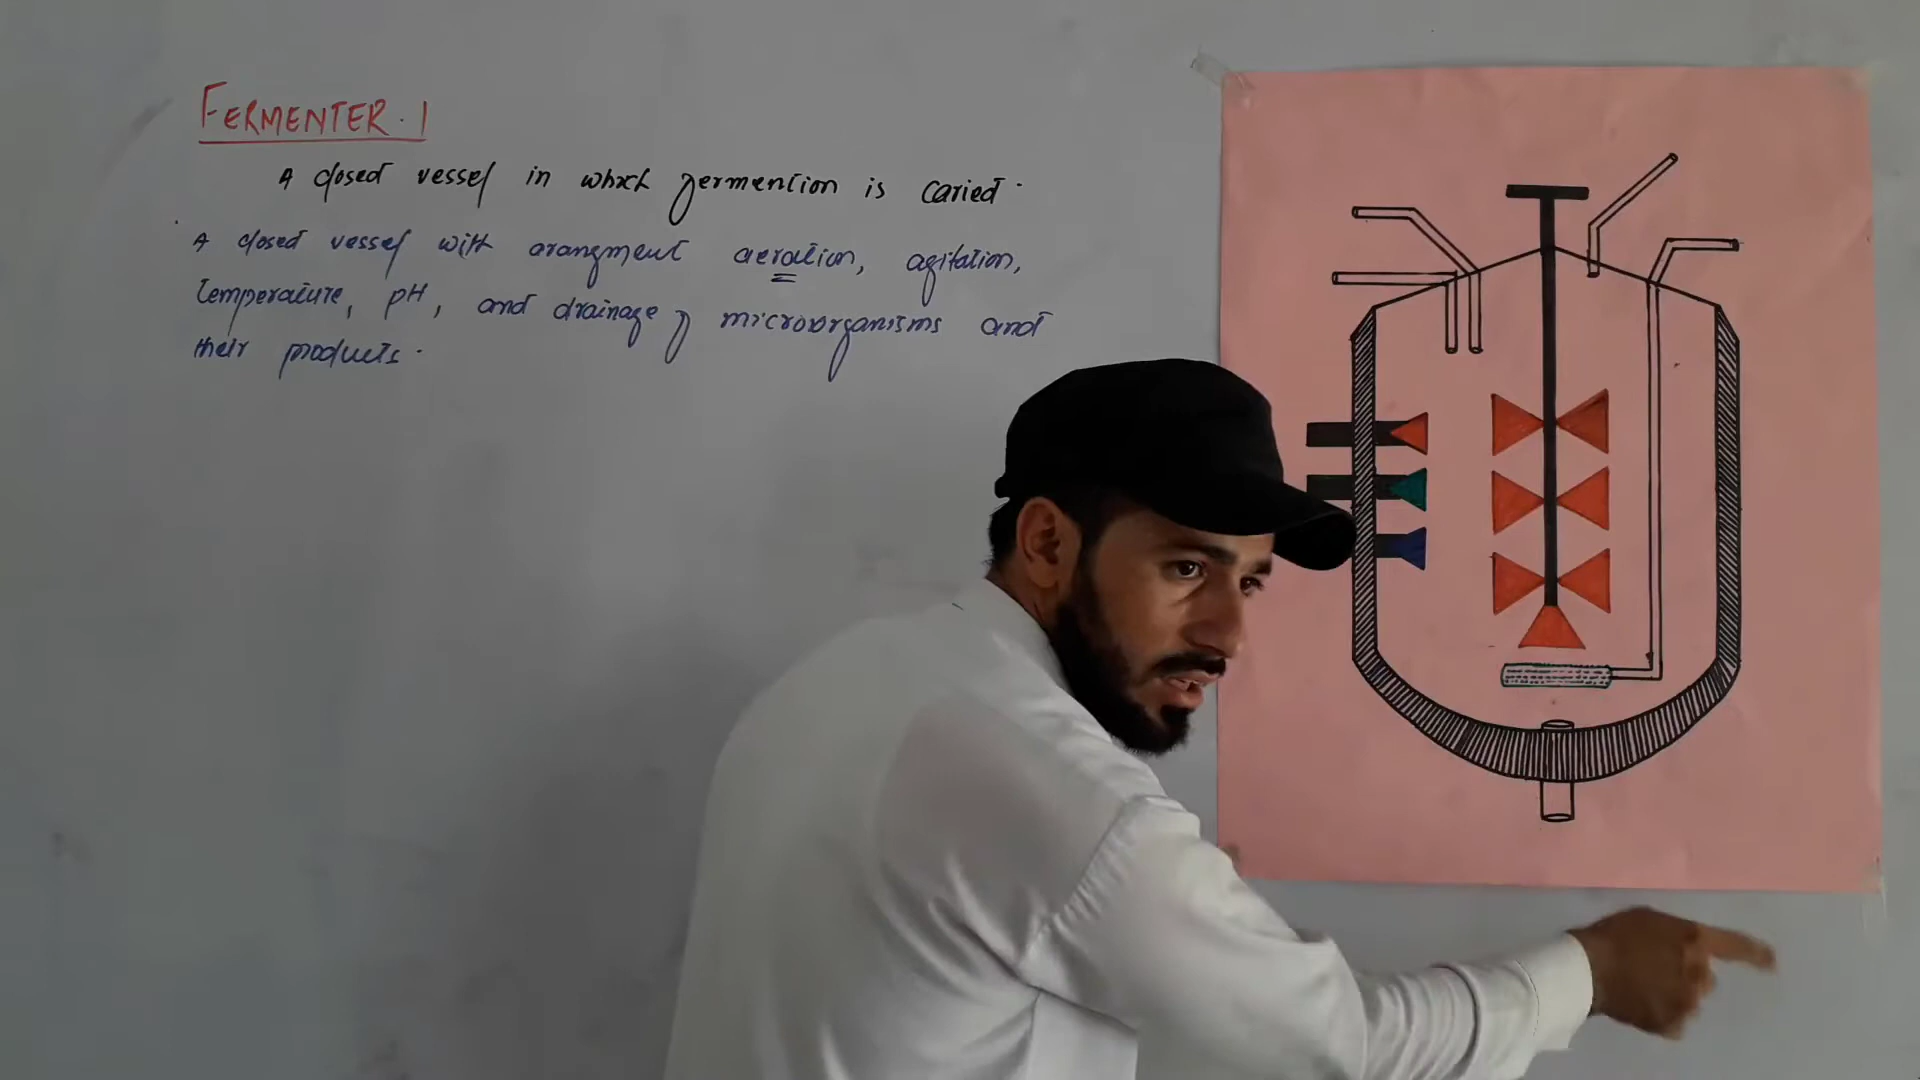 FERMENTER. 1
A closed vessel in which fermention is caried.
A closed vessel with arangment aeration, agitation,
Temperature, pH, and drainage of microorganisms and
their products.